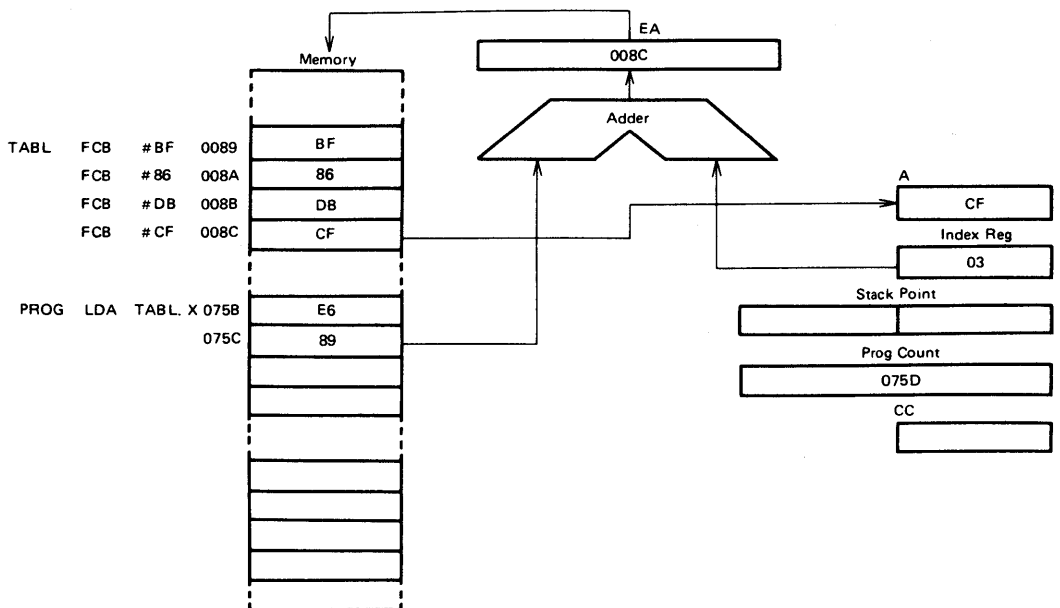 EA
008C
Memory
Adder
TABL FCB #BF 0089 BF
FCB #86 008A 86
FCB #DB 008B DB
FCB #CF 008C CF
A
CF
Index Reg
03
Stack Point
PROG LDA TABL. X 075B E6
075C 89
Prog Count
075D
CC